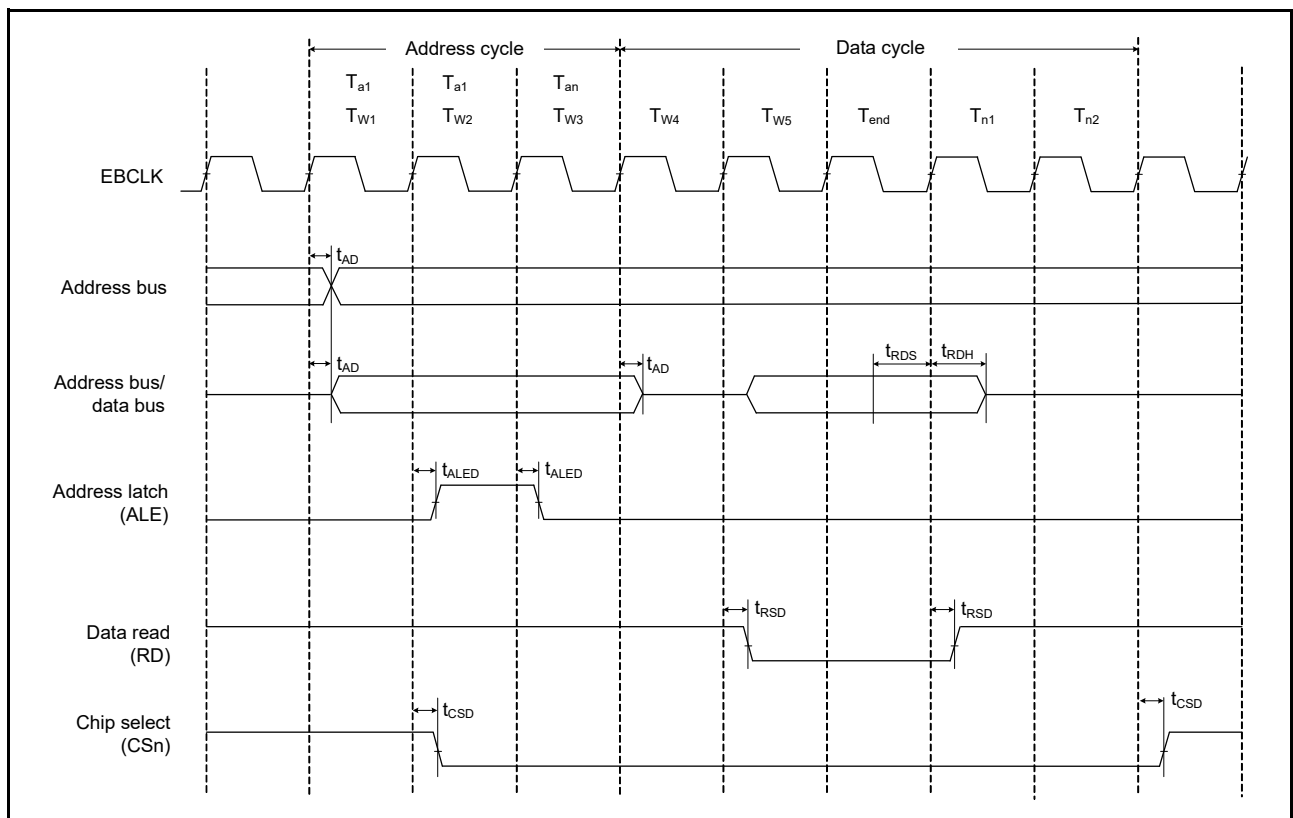 Address cycle Data cycle
Ta1 Ta1 Tan
TW1 TW2 TW3 TW4 TW5 Tend Tn1 Tn2
EBCLK
tAD
Address bus
tAD tAD tRDS tRDH
Address bus/
data bus
tALED tALED
Address latch
(ALE)
tRSD tRSD
Data read
(RD)
tCSD tCSD
Chip select
(CSn)